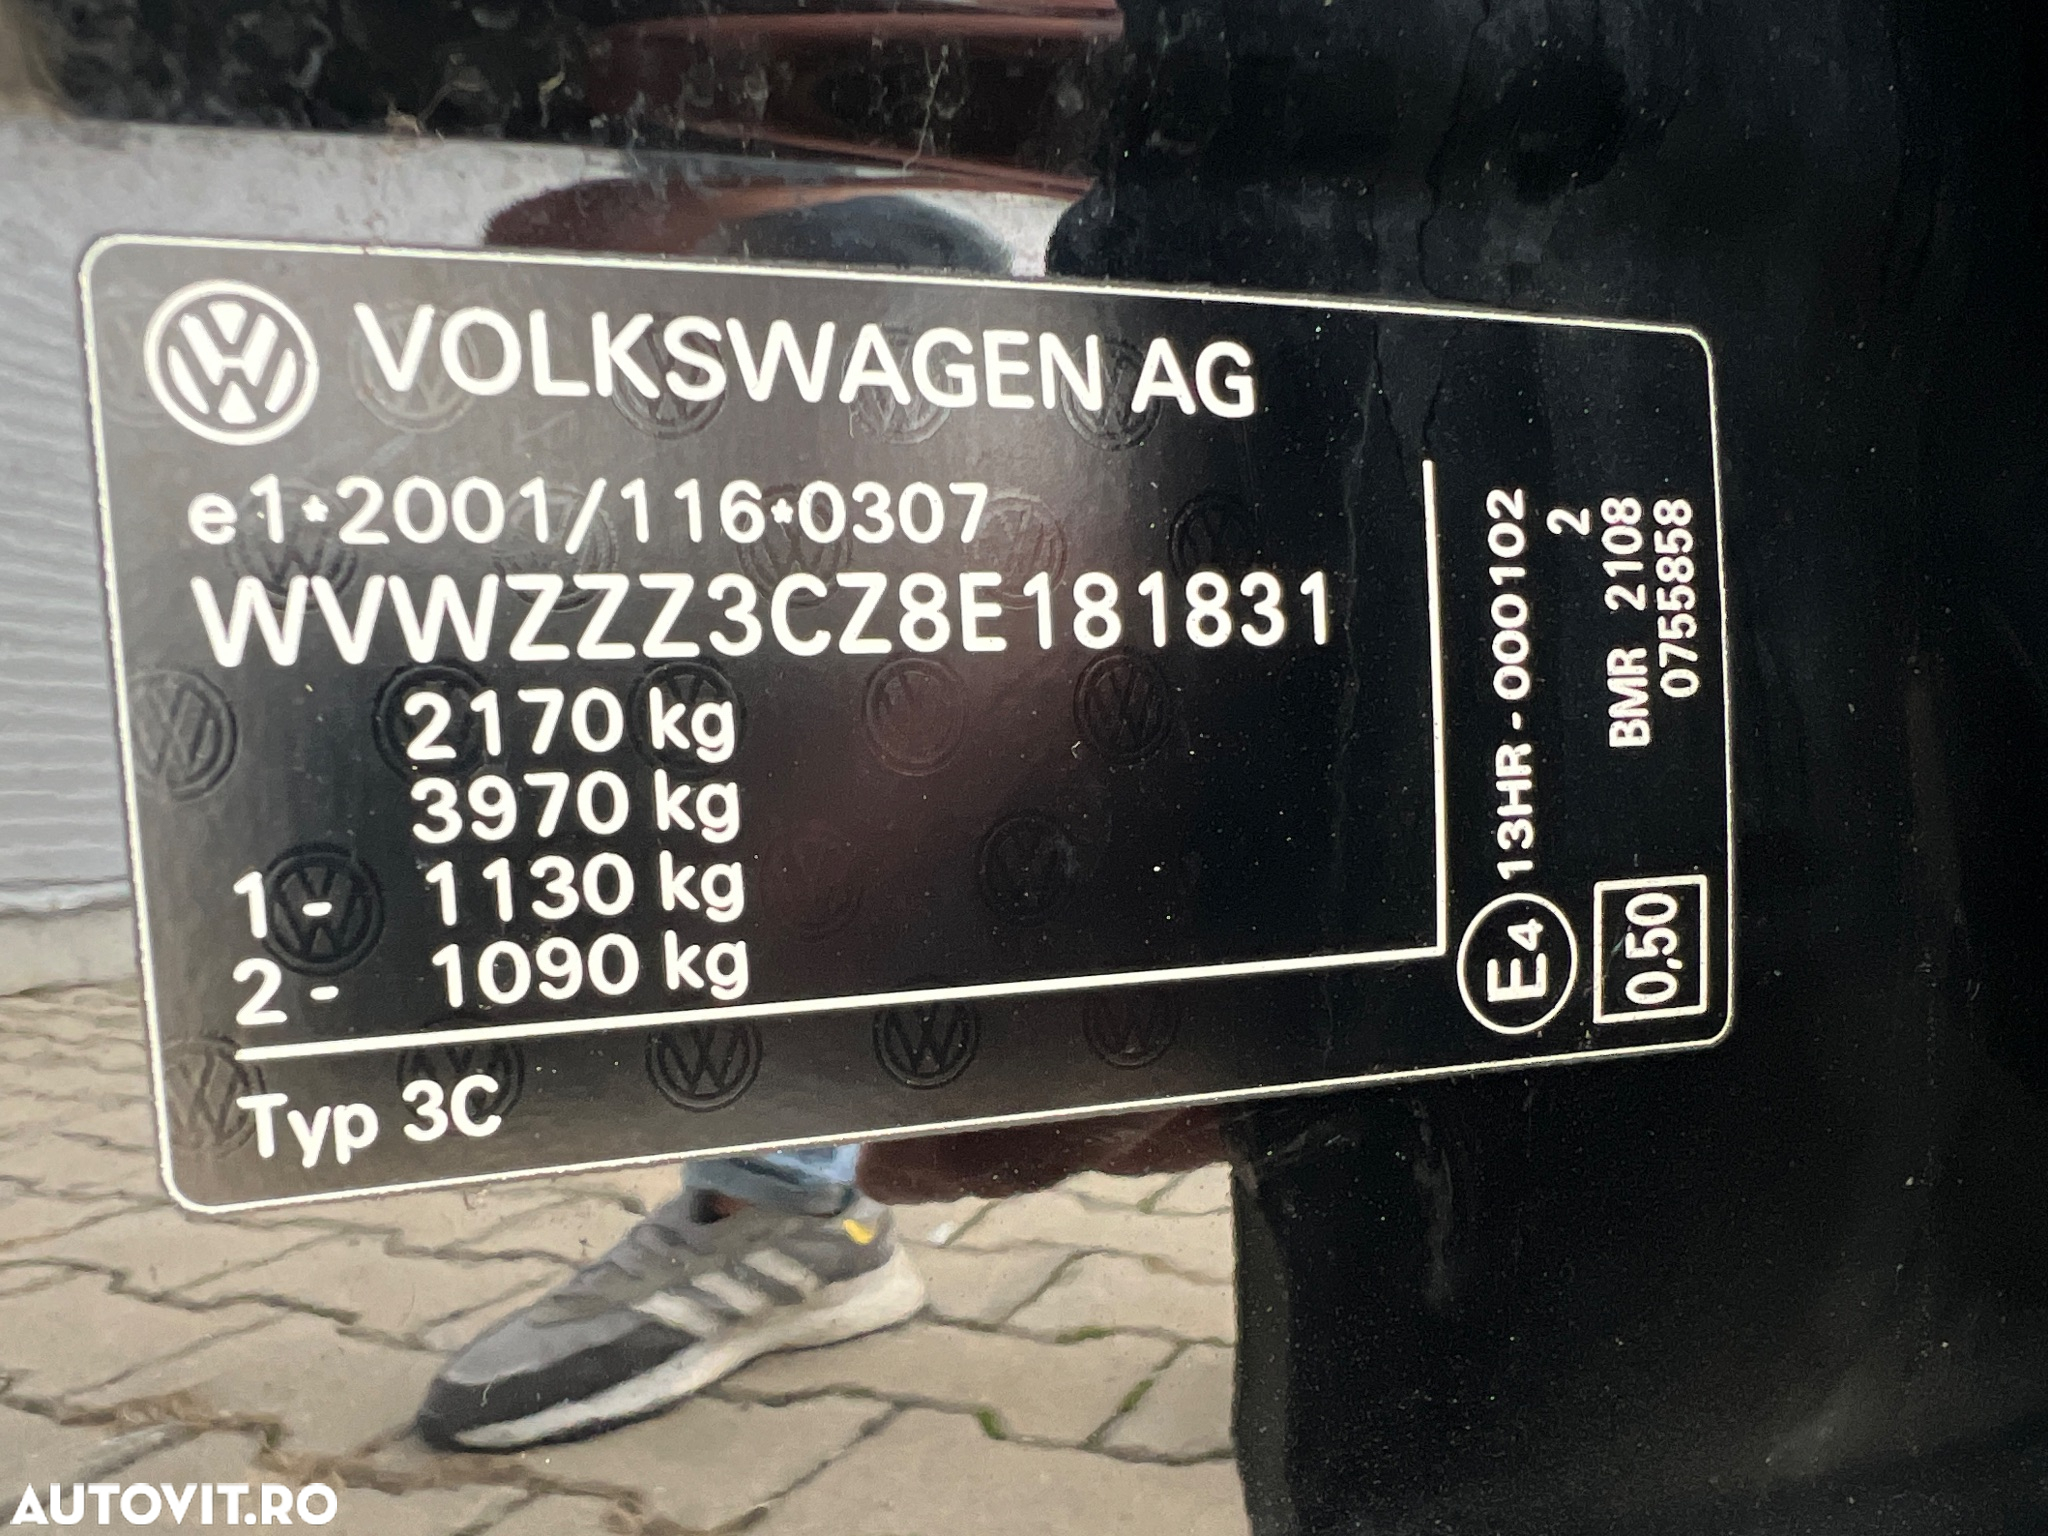 VOLKSWAGEN AG
e1*2001/116*0307
WVWZZZ3CZ8E181831
2170 kg
3970 kg
1- 1130 kg
2- 1090 kg
Typ 3C
E4 13HR-000102
2
BMR 2108
0755858
0,50
AUTOVIT.RO